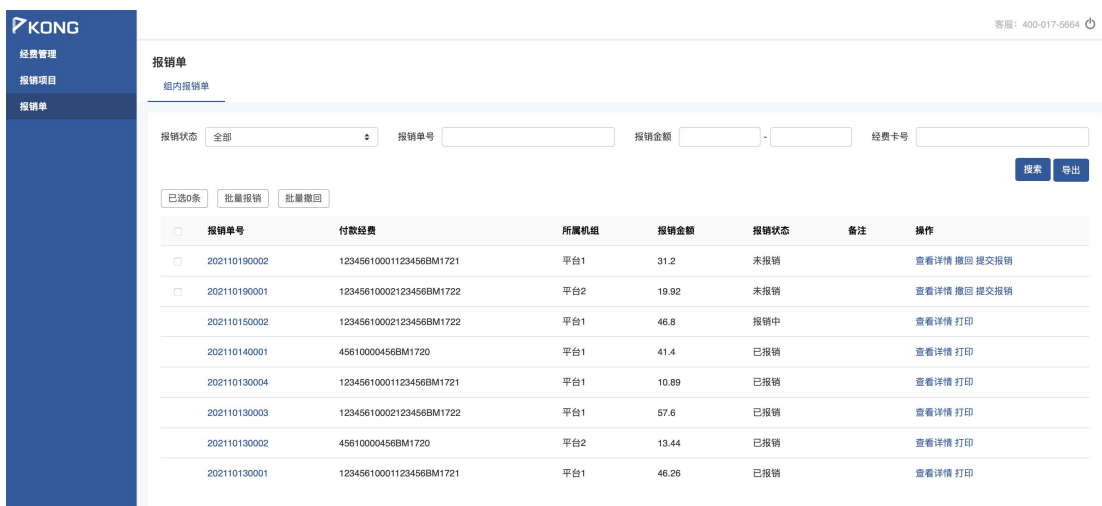 KONG
客服：400-017-5664
经费管理
报销项目
报销单
报销单
组内报销单
报销状态 全部 报销单号 报销金额 - 经费卡号
搜索 导出
已选0条 批量报销 批量撤回
报销单号 付款经费 所属机组 报销金额 报销状态 备注 操作
202110190002 12345610001123456BM1721 平台1 31.2 未报销 查看详情 撤回 提交报销
202110190001 12345610002123456BM1722 平台2 19.92 未报销 查看详情 撤回 提交报销
202110150002 12345610002123456BM1722 平台1 46.8 报销中 查看详情 打印
202110140001 45610000456BM1720 平台1 41.4 已报销 查看详情 打印
202110130004 12345610001123456BM1721 平台1 10.89 已报销 查看详情 打印
202110130003 12345610002123456BM1722 平台1 57.6 已报销 查看详情 打印
202110130002 45610000456BM1720 平台2 13.44 已报销 查看详情 打印
202110130001 12345610001123456BM1721 平台1 46.26 已报销 查看详情 打印